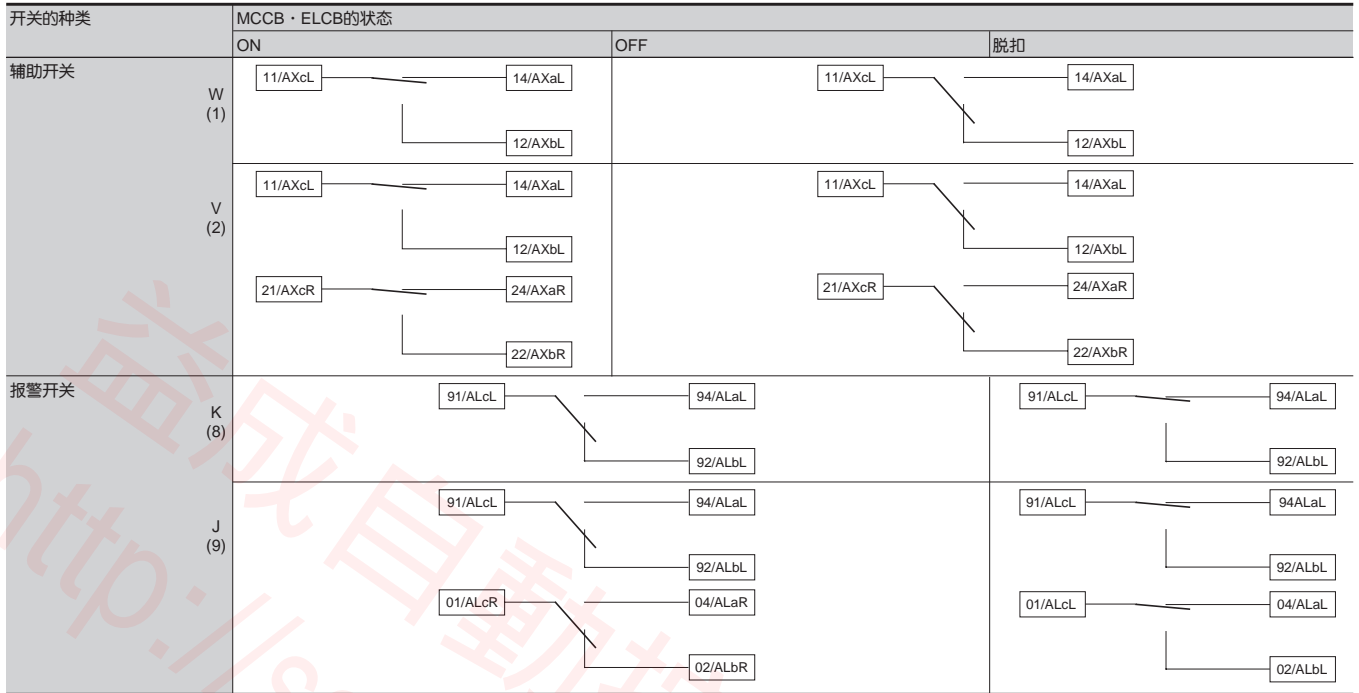 开关的种类 MCCB・ELCB的状态
ON OFF 脱扣
辅助开关
W
(1)
11/AXcL 14/AXaL 11/AXcL 14/AXaL
12/AXbL 12/AXbL
V
(2)
11/AXcL 14/AXaL 11/AXcL 14/AXaL
12/AXbL 12/AXbL
21/AXcR 24/AXaR 21/AXcR 24/AXaR
22/AXbR 22/AXbR
报警开关
K
(8)
91/ALcL 94/ALaL 91/ALcL 94/ALaL
92/ALbL 92/ALbL
J
(9)
91/ALcL 94/ALaL 91/ALcL 94ALaL
92/ALbL 92/ALbL
01/ALcR 04/ALaR 01/ALcL 04/ALaL
02/ALbR 02/ALbL
益成自動
http://s